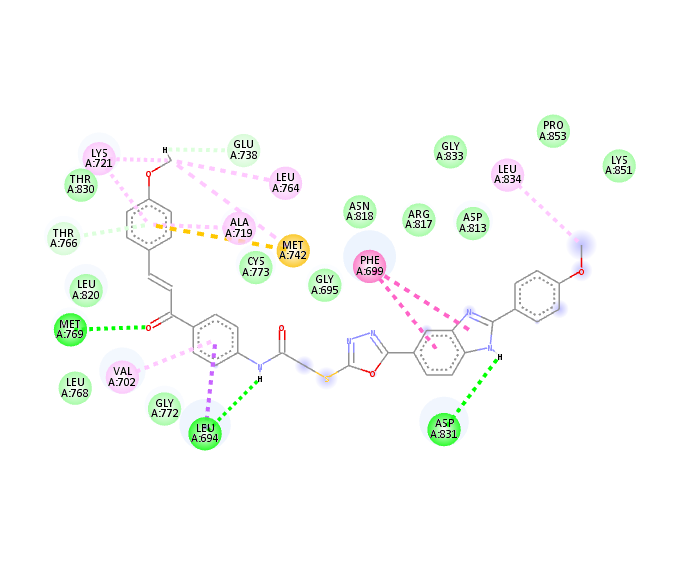 PRO
A:853
H
GLU
A:738
GLY
A:833
LYS
A:721
LYS
A:851
LEU
A:834
THR
A:830
O
LEU
A:764
ASN
A:818
ARG
A:817
ASP
A:813
THR
A:766
ALA
A:719
MET
A:742
CYS
A:773
PHE
A:699
O
GLY
A:695
LEU
A:820
N
MET
A:769
O
O
N
N
N
H
VAL
A:702
N
H
S
O
LEU
A:768
GLY
A:772
LEU
A:694
ASP
A:831